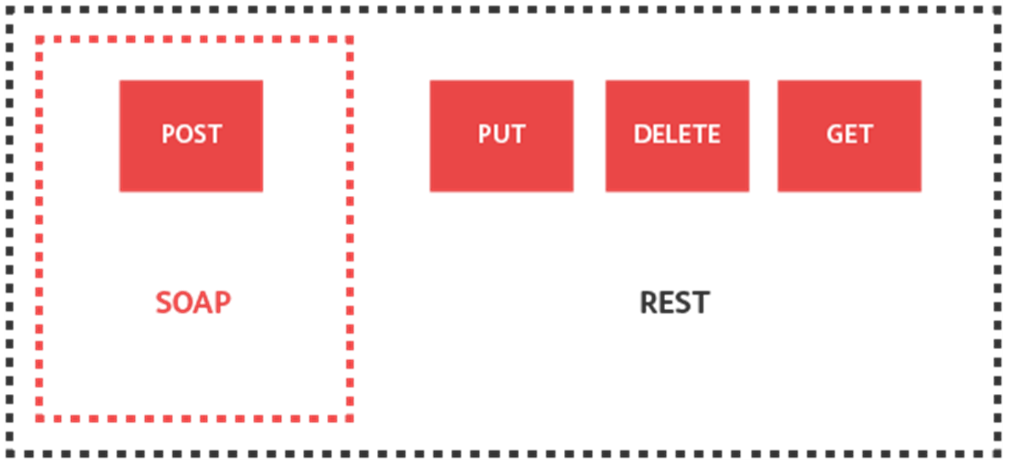 POST
PUT
DELETE
GET
SOAP
REST